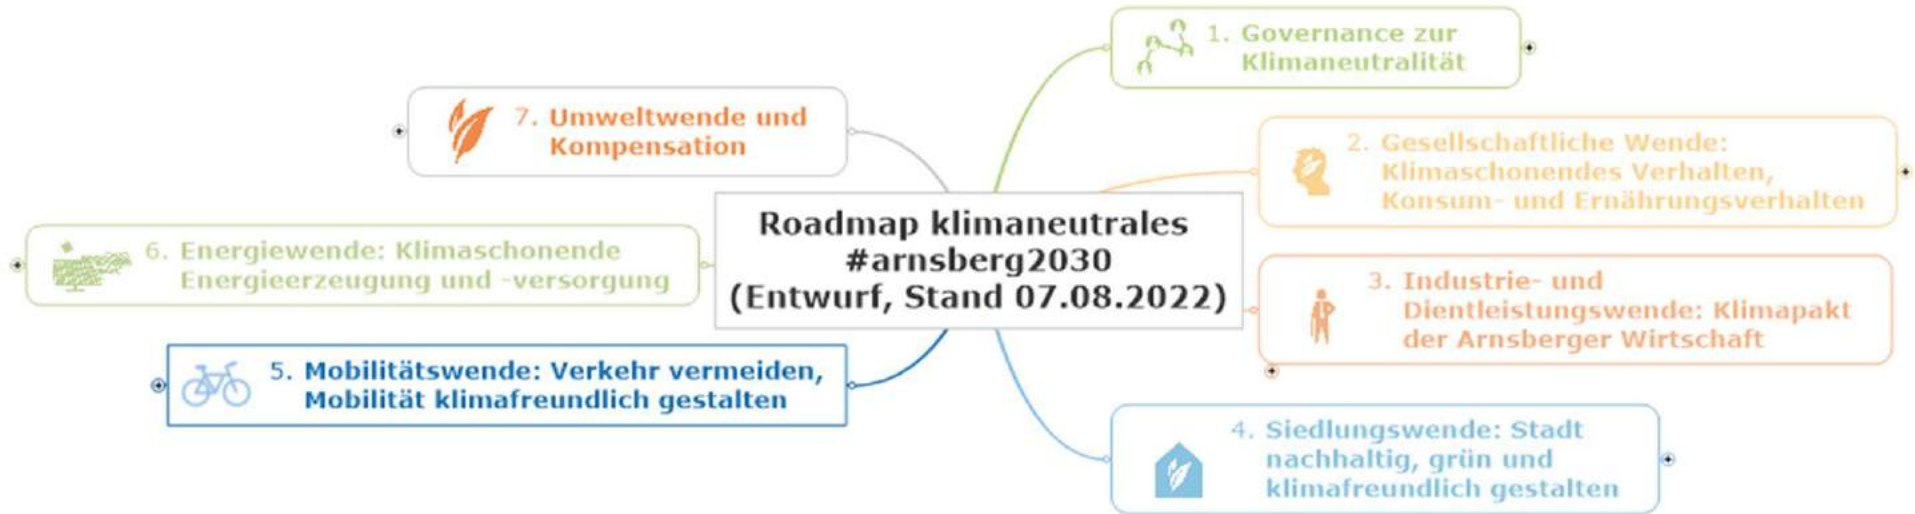 Roadmap klimaneutrales
#arnsberg2030
(Entwurf, Stand 07.08.2022)
1. Governance zur
Klimaneutralität
2. Gesellschaftliche Wende:
Klimaschonendes Verhalten,
Konsum- und Ernährungsverhalten
3. Industrie- und
Dientleistungswende: Klimapakt
der Arnsberger Wirtschaft
4. Siedlungswende: Stadt
nachhaltig, grün und
klimafreundlich gestalten
5. Mobilitätswende: Verkehr vermeiden,
Mobilität klimafreundlich gestalten
6. Energiewende: Klimaschonende
Energieerzeugung und -versorgung
7. Umweltwende und
Kompensation